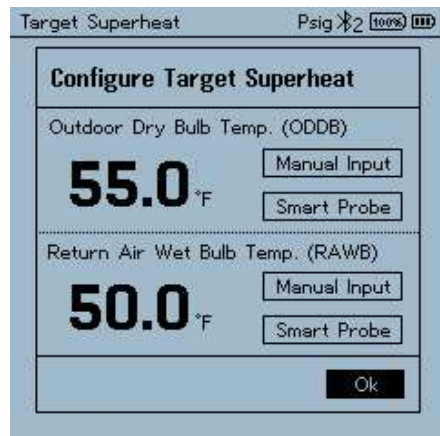 Target Superheat Psig 2 100%
Configure Target Superheat
Outdoor Dry Bulb Temp. (ODDB)
Manual Input
55.0 °F
Smart Probe
Return Air Wet Bulb Temp. (RAWB)
Manual Input
50.0 °F
Smart Probe
Ok